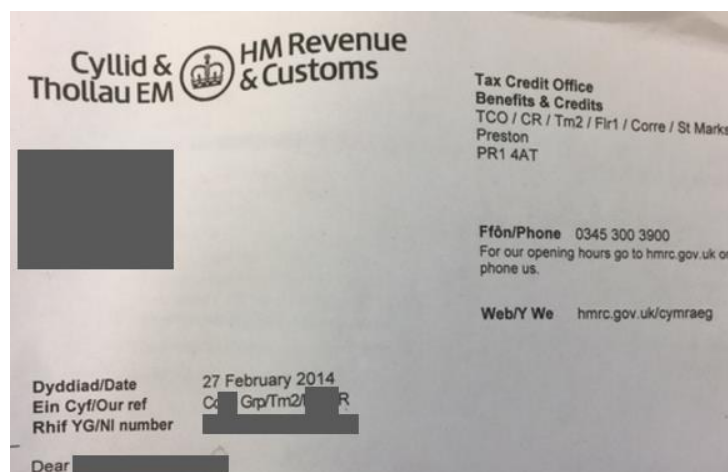 Cyllid &
Thollau EM
HM Revenue
& Customs
Tax Credit Office
Benefits & Credits
TCO / CR / Tm2 / Flr1 / Corre / St Marks
Preston
PR1 4AT
Ffôn/Phone 0345 300 3900
For our opening hours go to hmrc.gov.uk or
phone us.
Web/Y We hmrc.gov.uk/cymraeg
Dyddiad/Date 27 February 2014
Ein Cyf/Our ref Grp/Tm2/ R
Rhif YG/NI number
Dear